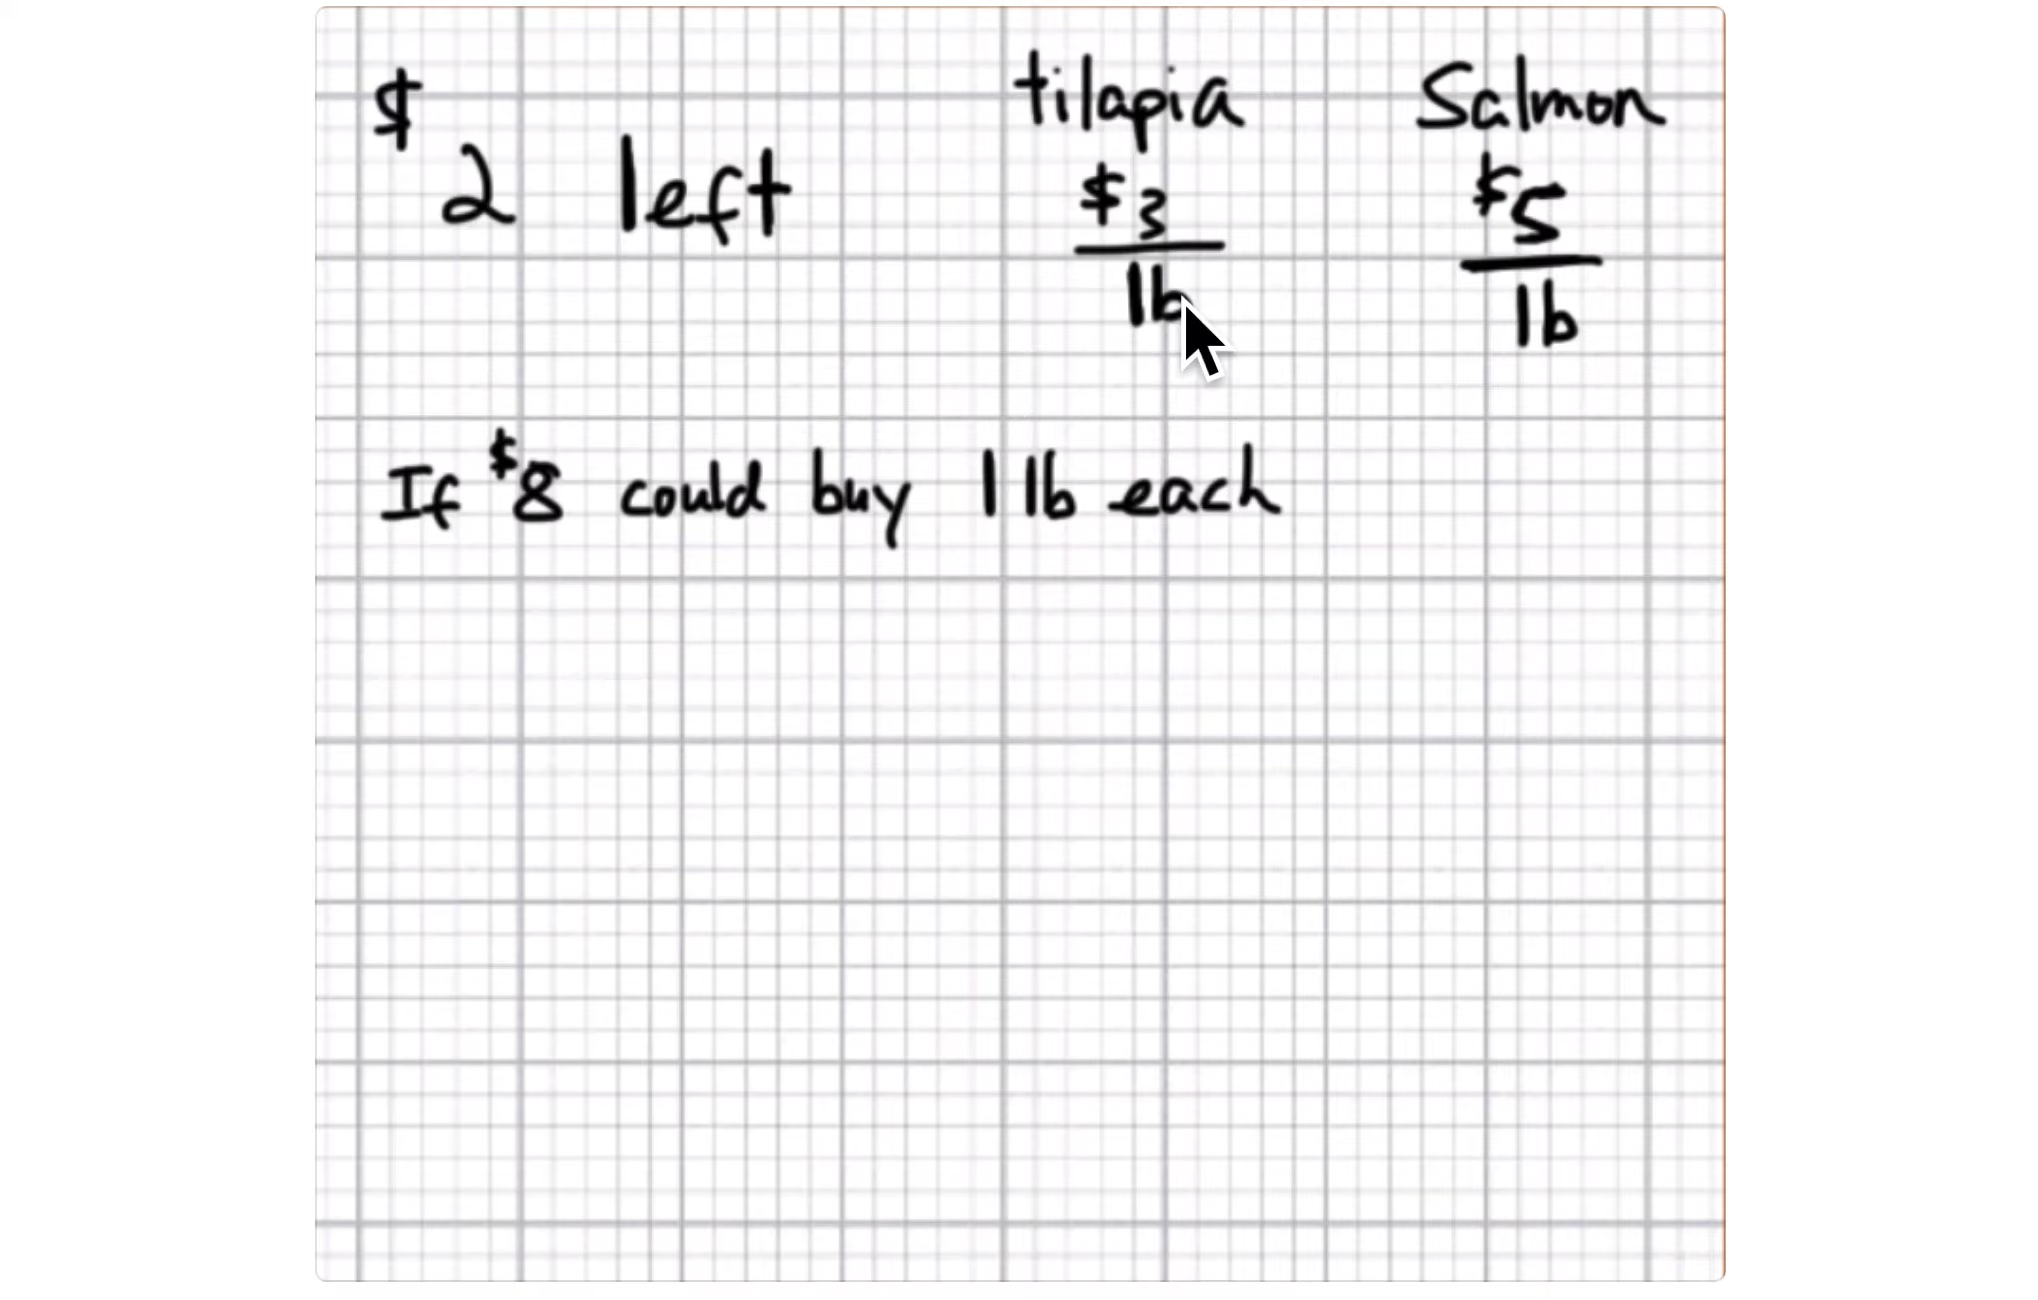 $2 left
tilapia
$3
lb
Salmon
$5
lb
If $8 could buy 1 lb each